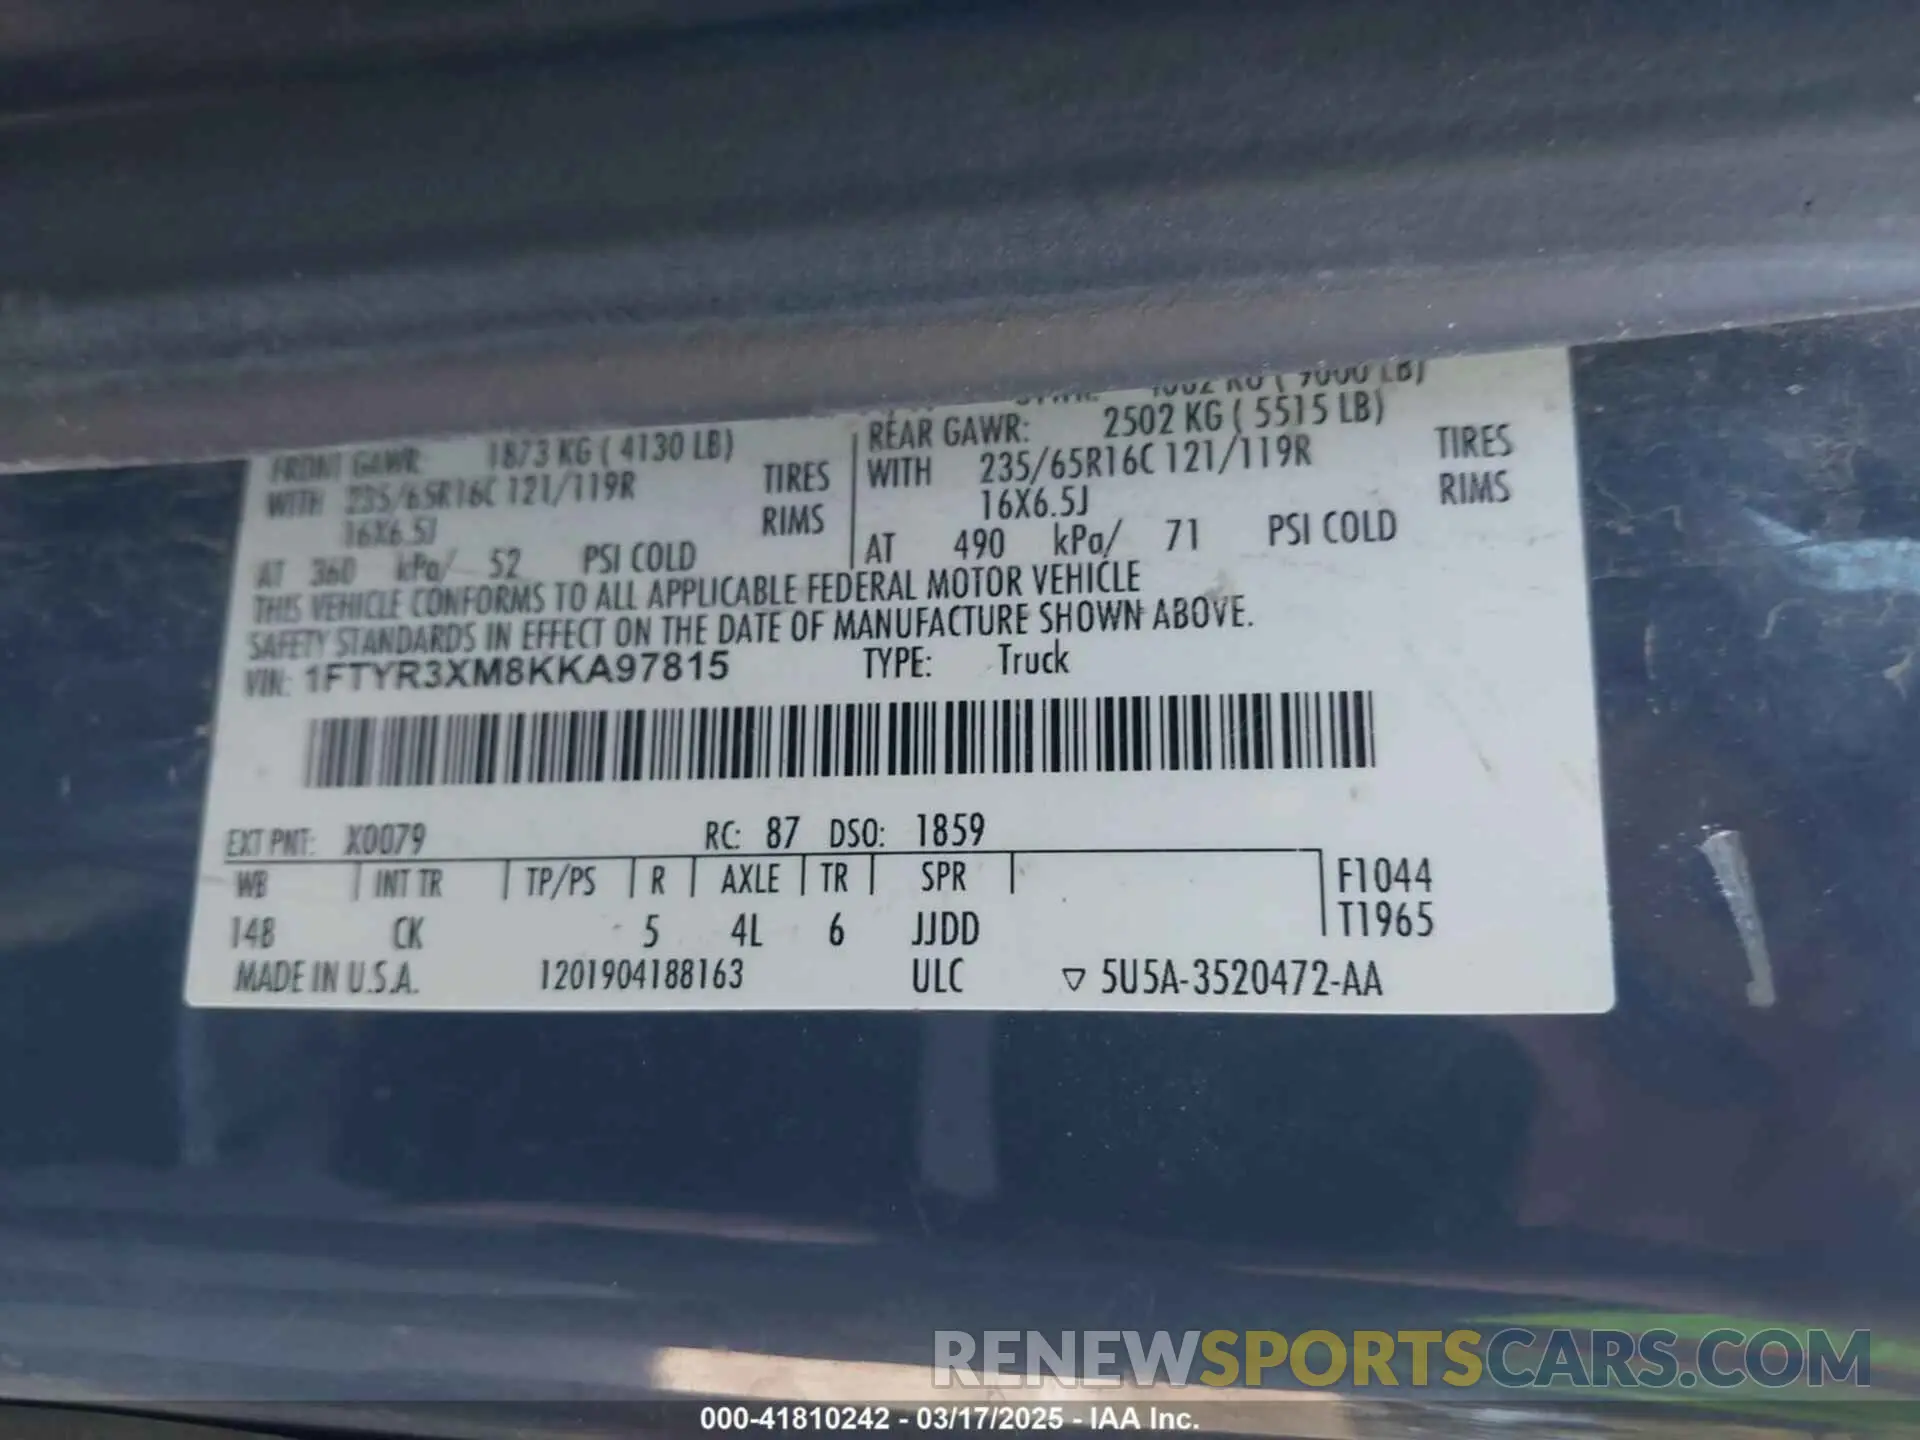 4082 KG ( 9000 LB)
FRONT GAWR: 1873 KG ( 4130 LB)
REAR GAWR: 2502 KG ( 5515 LB)
WITH 235/65R16C 121/119R TIRES
WITH 235/65R16C 121/119R TIRES
16X6.5J RIMS
16X6.5J RIMS
AT 360 kPa/ 52 PSI COLD
AT 490 kPa/ 71 PSI COLD
THIS VEHICLE CONFORMS TO ALL APPLICABLE FEDERAL MOTOR VEHICLE
SAFETY STANDARDS IN EFFECT ON THE DATE OF MANUFACTURE SHOWN ABOVE.
VIN: 1FTYR3XM8KKA97815 TYPE: Truck
EXT PNT: X0079 RC: 87 DSO: 1859
WB INT TR TP/PS R AXLE TR SPR F1044
148 CK 5 4L 6 JJDD T1965
MADE IN U.S.A. 1201904188163 ULC ▽ 5U5A-3520472-AA
RENEWSPORTSCARS.COM
000-41810242 - 03/17/2025 - IAA Inc.